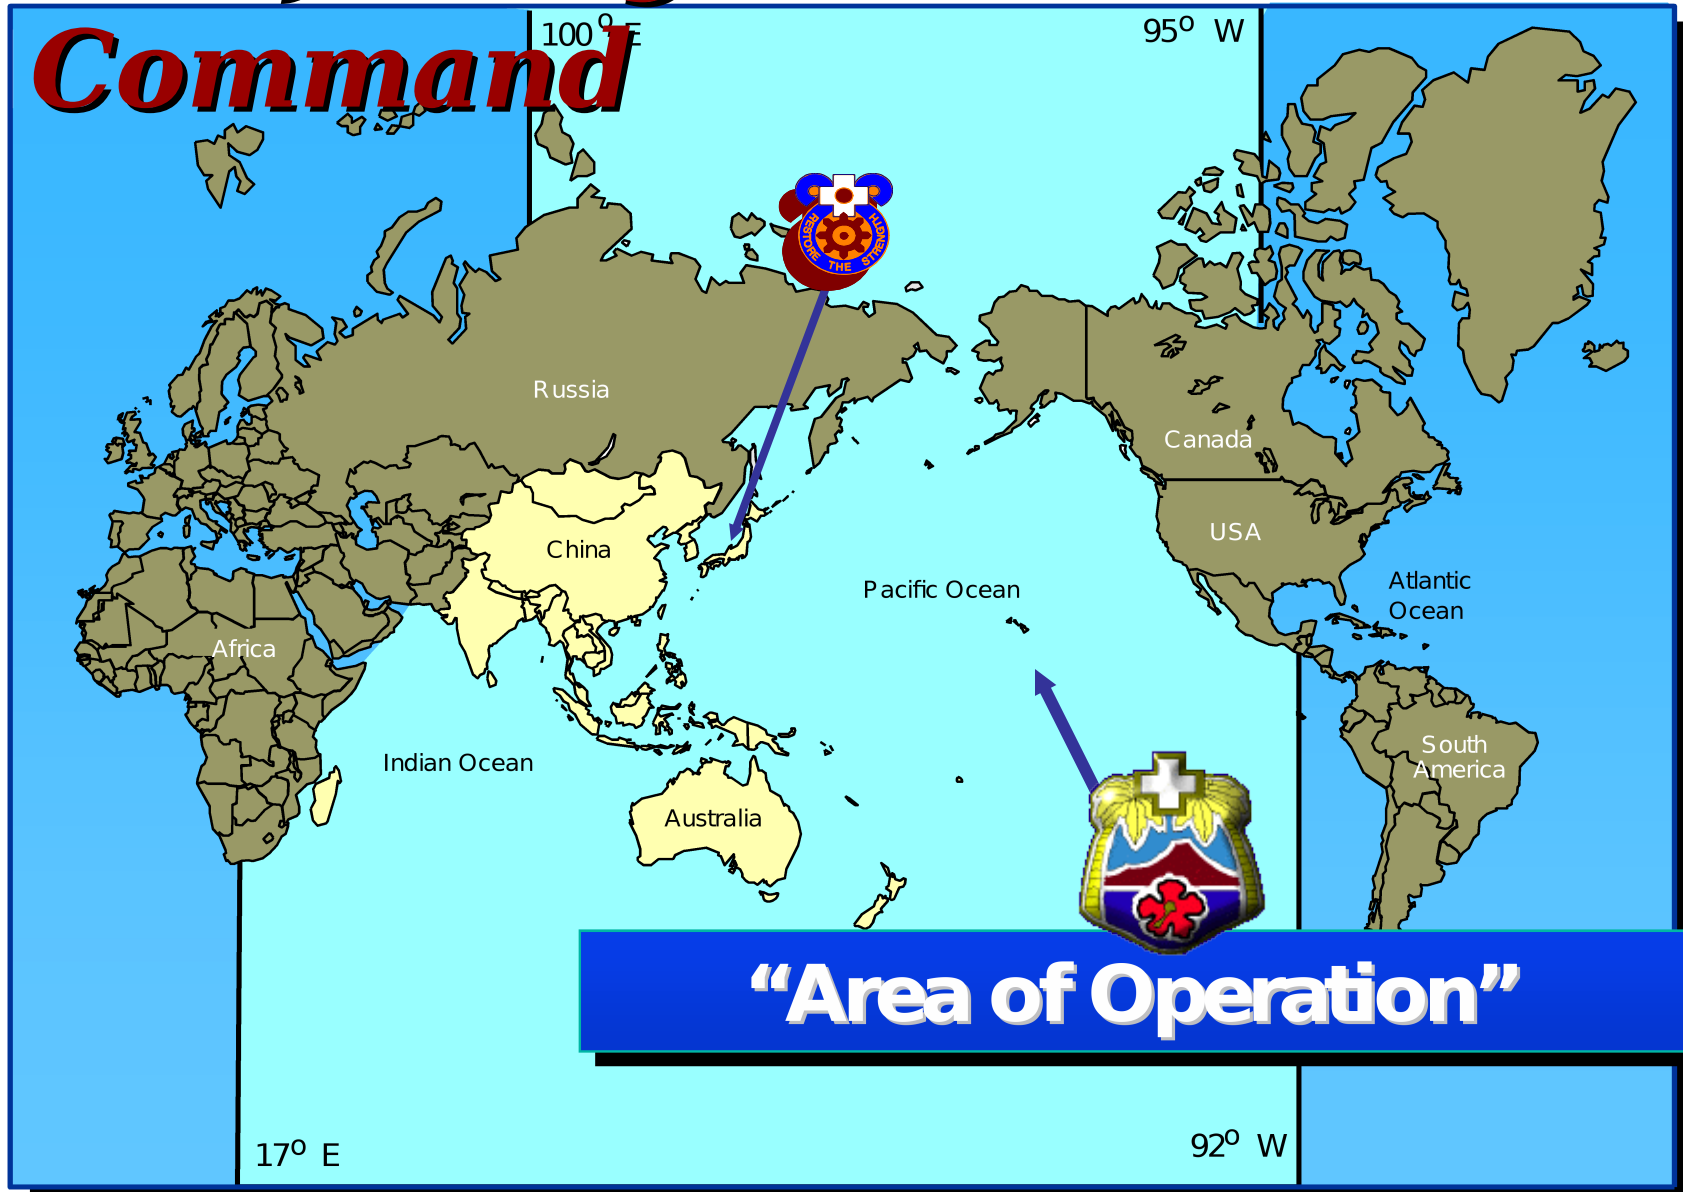 Command
100° E
95° W
RESTORE THE STRENGTH
Russia
Canada
China
USA
Pacific Ocean
Atlantic
Ocean
Africa
Indian Ocean
South
America
Australia
“Area of Operation”
17° E
92° W